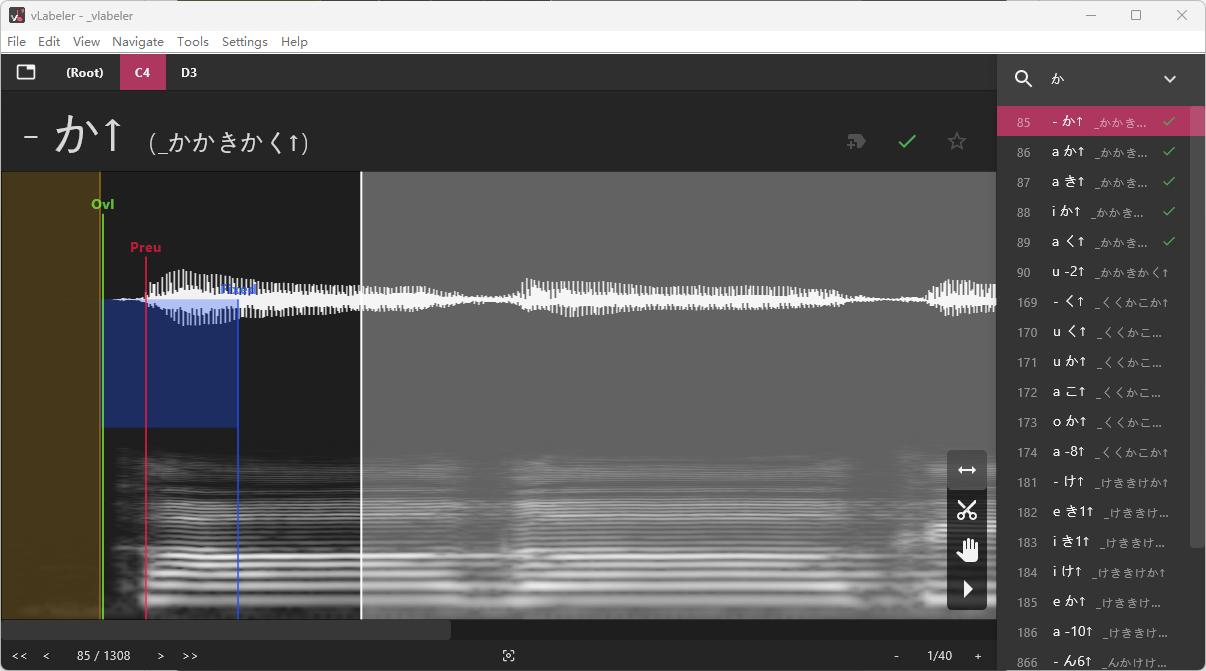 vLabeler - _vlabeler
File Edit View Navigate Tools Settings Help
(Root) C4 D3
か
- か↑ (_かかきかく↑)
Ovl
Preu
Fixed
85 - か↑ _かかき...
86 a か↑ _かかき...
87 a き↑ _かかき...
88 i か↑ _かかき...
89 a く↑ _かかき...
90 u -2↑ _かかきかく↑
169 - く↑ _くくかこか↑
170 u く↑ _くくかこ...
171 u か↑ _くくかこ...
172 a こ↑ _くくかこ...
173 o か↑ _くくかこ...
174 a -8↑ _くくかこか↑
181 - け↑ _けききけか↑
182 e き1↑ _けききけ...
183 i き1↑ _けききけ...
184 i け↑ _けききけか↑
185 e か↑ _けききけ...
186 a -10↑ _けききけ...
866 - ん6↑ _んかけけ...
<< < 85 / 1308 > >>
- 1/40 +